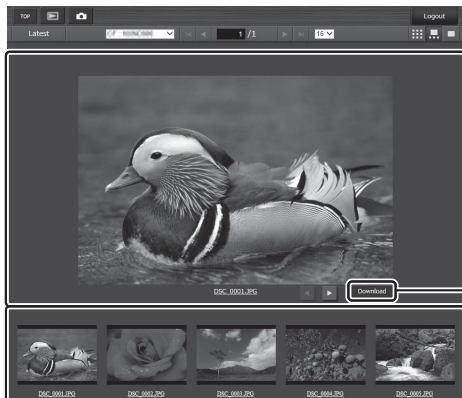 TOP Logout
Latest 1 /1 16
DSC_0001.JPG Download
DSC_0001.JPG DSC_0002.JPG DSC_0003.JPG DSC_0004.JPG DSC_0005.JPG